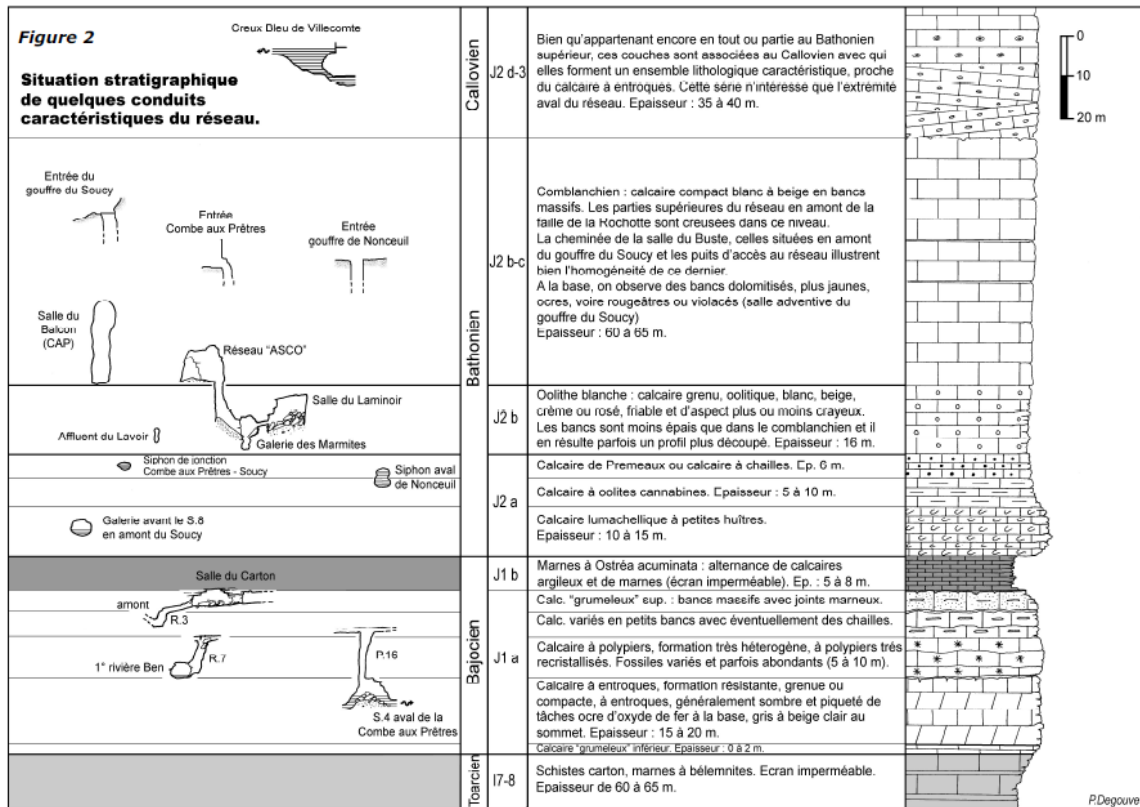 Figure 2
Situation stratigraphique
de quelques conduits
caractéristiques du réseau.
Creux Bleu de Villecomte
Callovien
J2 d-3
Bien qu'appartenant encore en tout ou partie au Bathonien
supérieur, ces couches sont associées au Callovien avec qui
elles forment un ensemble lithologique caractéristique, proche
du calcaire à entroques. Cette série n'intéresse que l'extrémité
aval du réseau. Epaisseur : 35 à 40 m.
0
10
20 m
Entrée du
gouffre du Soucy
Entrée
Combe aux Prêtres
Entrée
gouffre de Nonceuil
Salle du
Balcon
(CAP)
Réseau "ASCO"
Bathonien
J2 b-c
Comblanchien : calcaire compact blanc à beige en bancs
massifs. Les parties supérieures du réseau en amont de la
faille de la Rochotte sont creusées dans ce niveau.
La cheminée de la salle du Buste, celles situées en amont
du gouffre du Soucy et les puits d'accès au réseau illustrent
bien l'homogénéité de ce dernier.
A la base, on observe des bancs dolomitisés, plus jaunes,
ocres, voire rougeâtres ou violacés (salle adventive du
gouffre du Soucy)
Epaisseur : 60 à 65 m.
Salle du Laminoir
Affluent du Lavoir
Galerie des Marmites
J2 b
Oolithe blanche : calcaire grenu, oolitique, blanc, beige,
crème ou rosé, friable et d'aspect plus ou moins crayeux.
Les bancs sont moins épais que dans le comblanchien et il
en résulte parfois un profil plus découpé. Epaisseur : 16 m.
Siphon de jonction
Combe aux Prêtres - Soucy
Siphon aval
de Nonceuil
Galerie avant le S.8
en amont du Soucy
J2 a
Calcaire de Premeaux ou calcaire à chailles. Ep. 6 m.
Calcaire à oolites cannabines. Epaisseur : 5 à 10 m.
Calcaire lumachellique à petites huîtres.
Epaisseur : 10 à 15 m.
Salle du Carton
Bajocien
J1 b
Marnes à Ostréa acuminata : alternance de calcaires
argileux et de marnes (écran imperméable). Ep. : 5 à 8 m.
amont
R.3
1° rivière Ben
R.7
P.16
S.4 aval de la
Combe aux Prêtres
J1 a
Calc. "grumeleux" sup. : bancs massifs avec joints marneux.
Calc. variés en petits bancs avec éventuellement des chailles.
Calcaire à polypiers, formation très hétérogène, à polypiers trés
recristallisés. Fossiles variés et parfois abondants (5 à 10 m).
Calcaire à entroques, formation résistante, grenue ou
compacte, à entroques, généralement sombre et piqueté de
tâches ocre d'oxyde de fer à la base, gris à beige clair au
sommet. Epaisseur : 15 à 20 m.
Calcaire "grumeleux" inférieur. Epaisseur : 0 à 2 m.
Toarcien
I7-8
Schistes carton, marnes à bélemnites. Ecran imperméable.
Epaisseur de 60 à 65 m.
P.Degouve